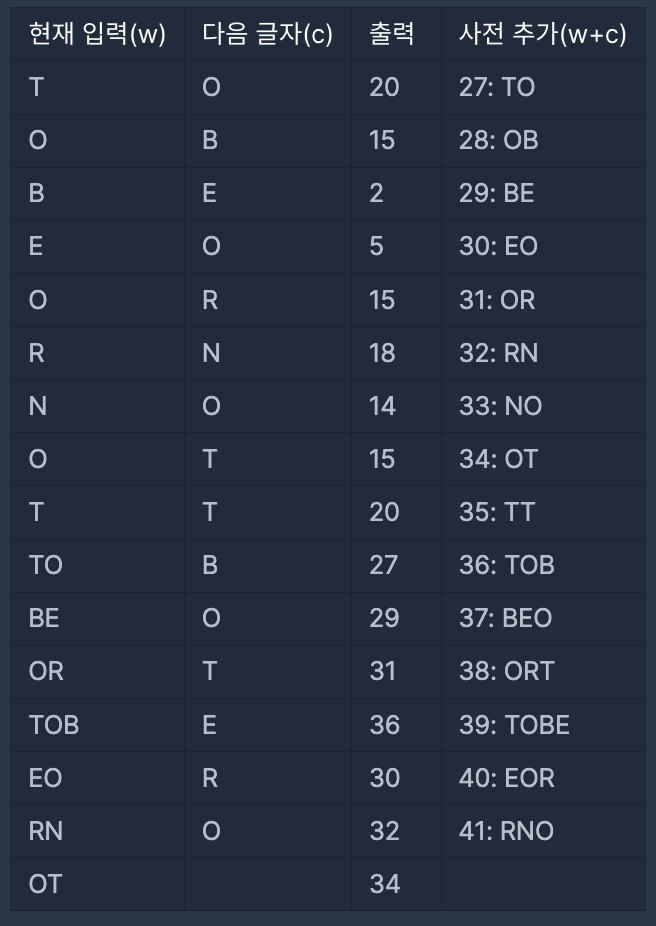 현재 입력(w) 다음 글자(c) 출력 사전 추가(w+c)
T O 20 27: TO
O B 15 28: OB
B E 2 29: BE
E O 5 30: EO
O R 15 31: OR
R N 18 32: RN
N O 14 33: NO
O T 15 34: OT
T T 20 35: TT
TO B 27 36: TOB
BE O 29 37: BEO
OR T 31 38: ORT
TOB E 36 39: TOBE
EO R 30 40: EOR
RN O 32 41: RNO
OT 34